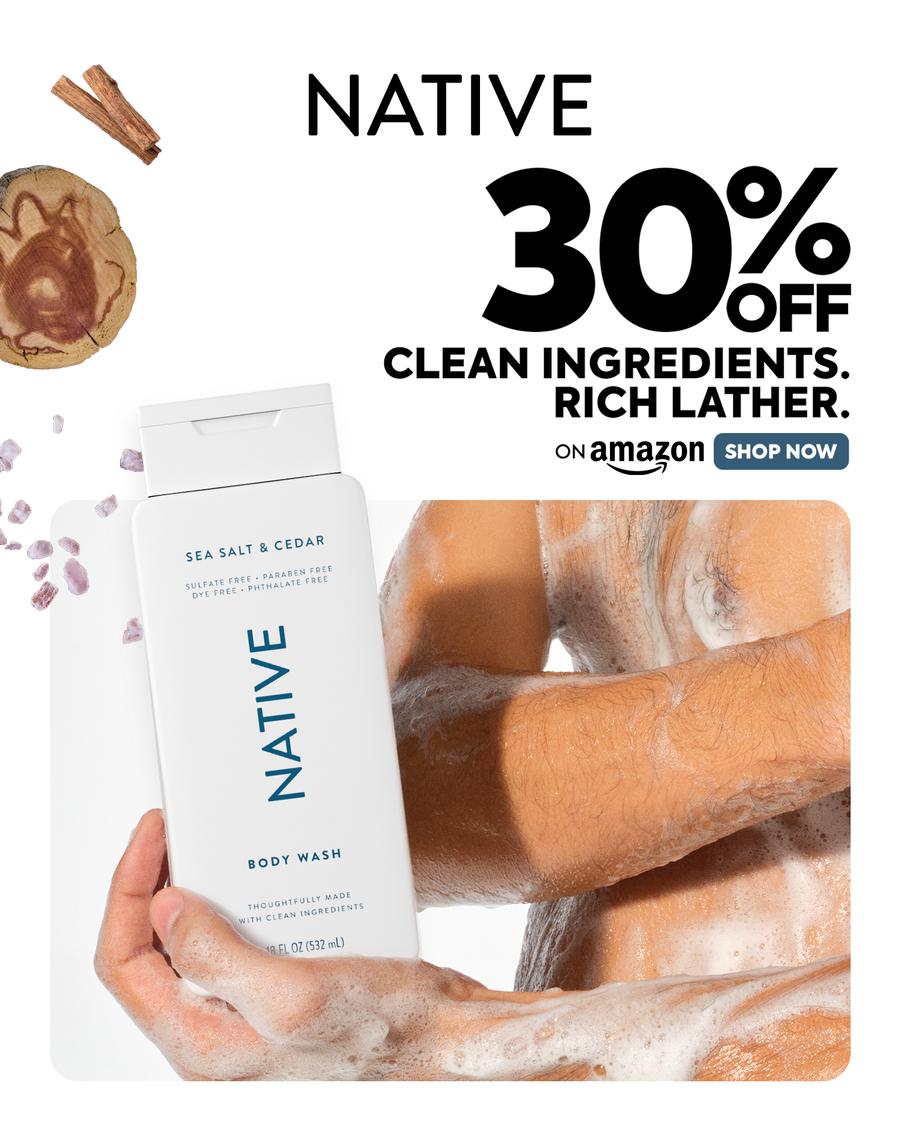 NATIVE
30% OFF
CLEAN INGREDIENTS.
RICH LATHER.
ON amazon SHOP NOW
SEA SALT & CEDAR
SULFATE FREE • PARABEN FREE
DYE FREE • PHTHALATE FREE
NATIVE
BODY WASH
THOUGHTFULLY MADE
WITH CLEAN INGREDIENTS
18 FL OZ (532 mL)